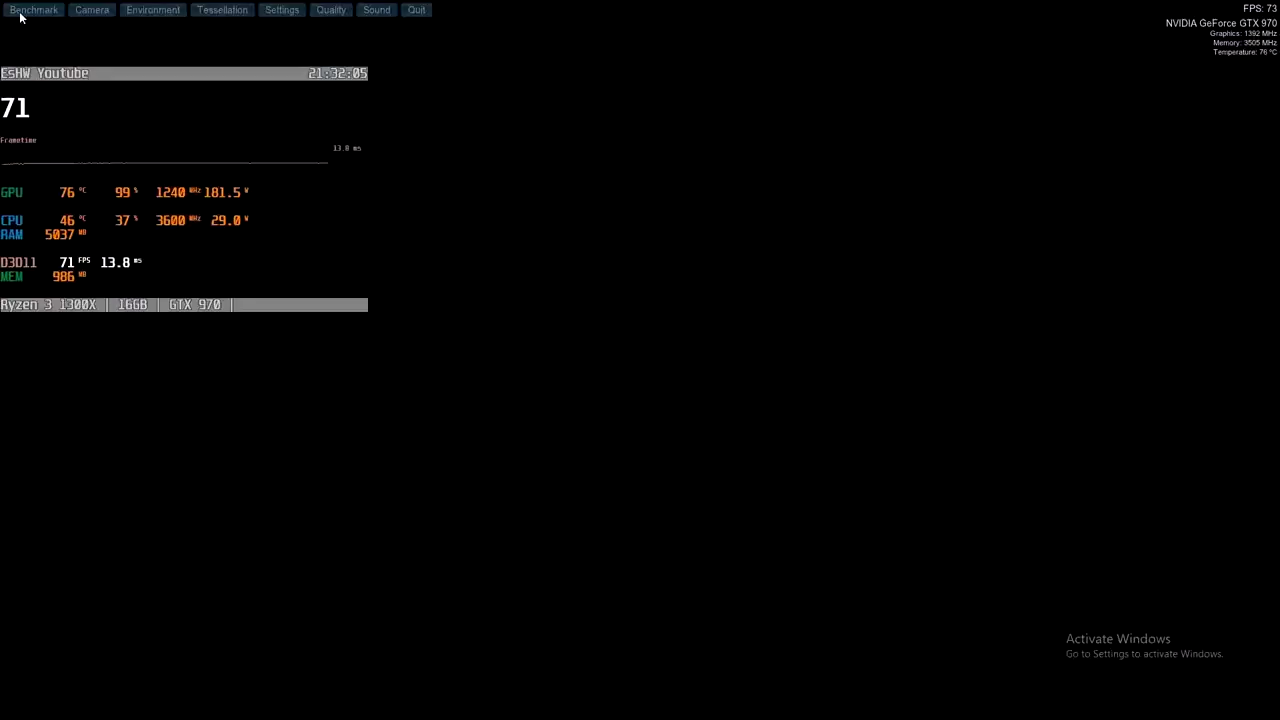 Benchmark Camera Environment Tessellation Settings Quality Sound Quit
FPS: 73
NVIDIA GeForce GTX 970
Graphics: 1392 MHz
Memory: 3505 MHz
Temperature: 76 °C
EsHW Youtube 21:32:05
71
Frametime
13.8 ms
GPU 76 °C 99 % 1240 MHz 181.5 W
CPU 46 °C 37 % 3600 MHz 29.0 W
RAM 5037 MB
D3D11 71 FPS 13.8 ms
MEM 986 MB
Ryzen 3 1300X | 16GB | GTX 970 |
Activate Windows
Go to Settings to activate Windows.